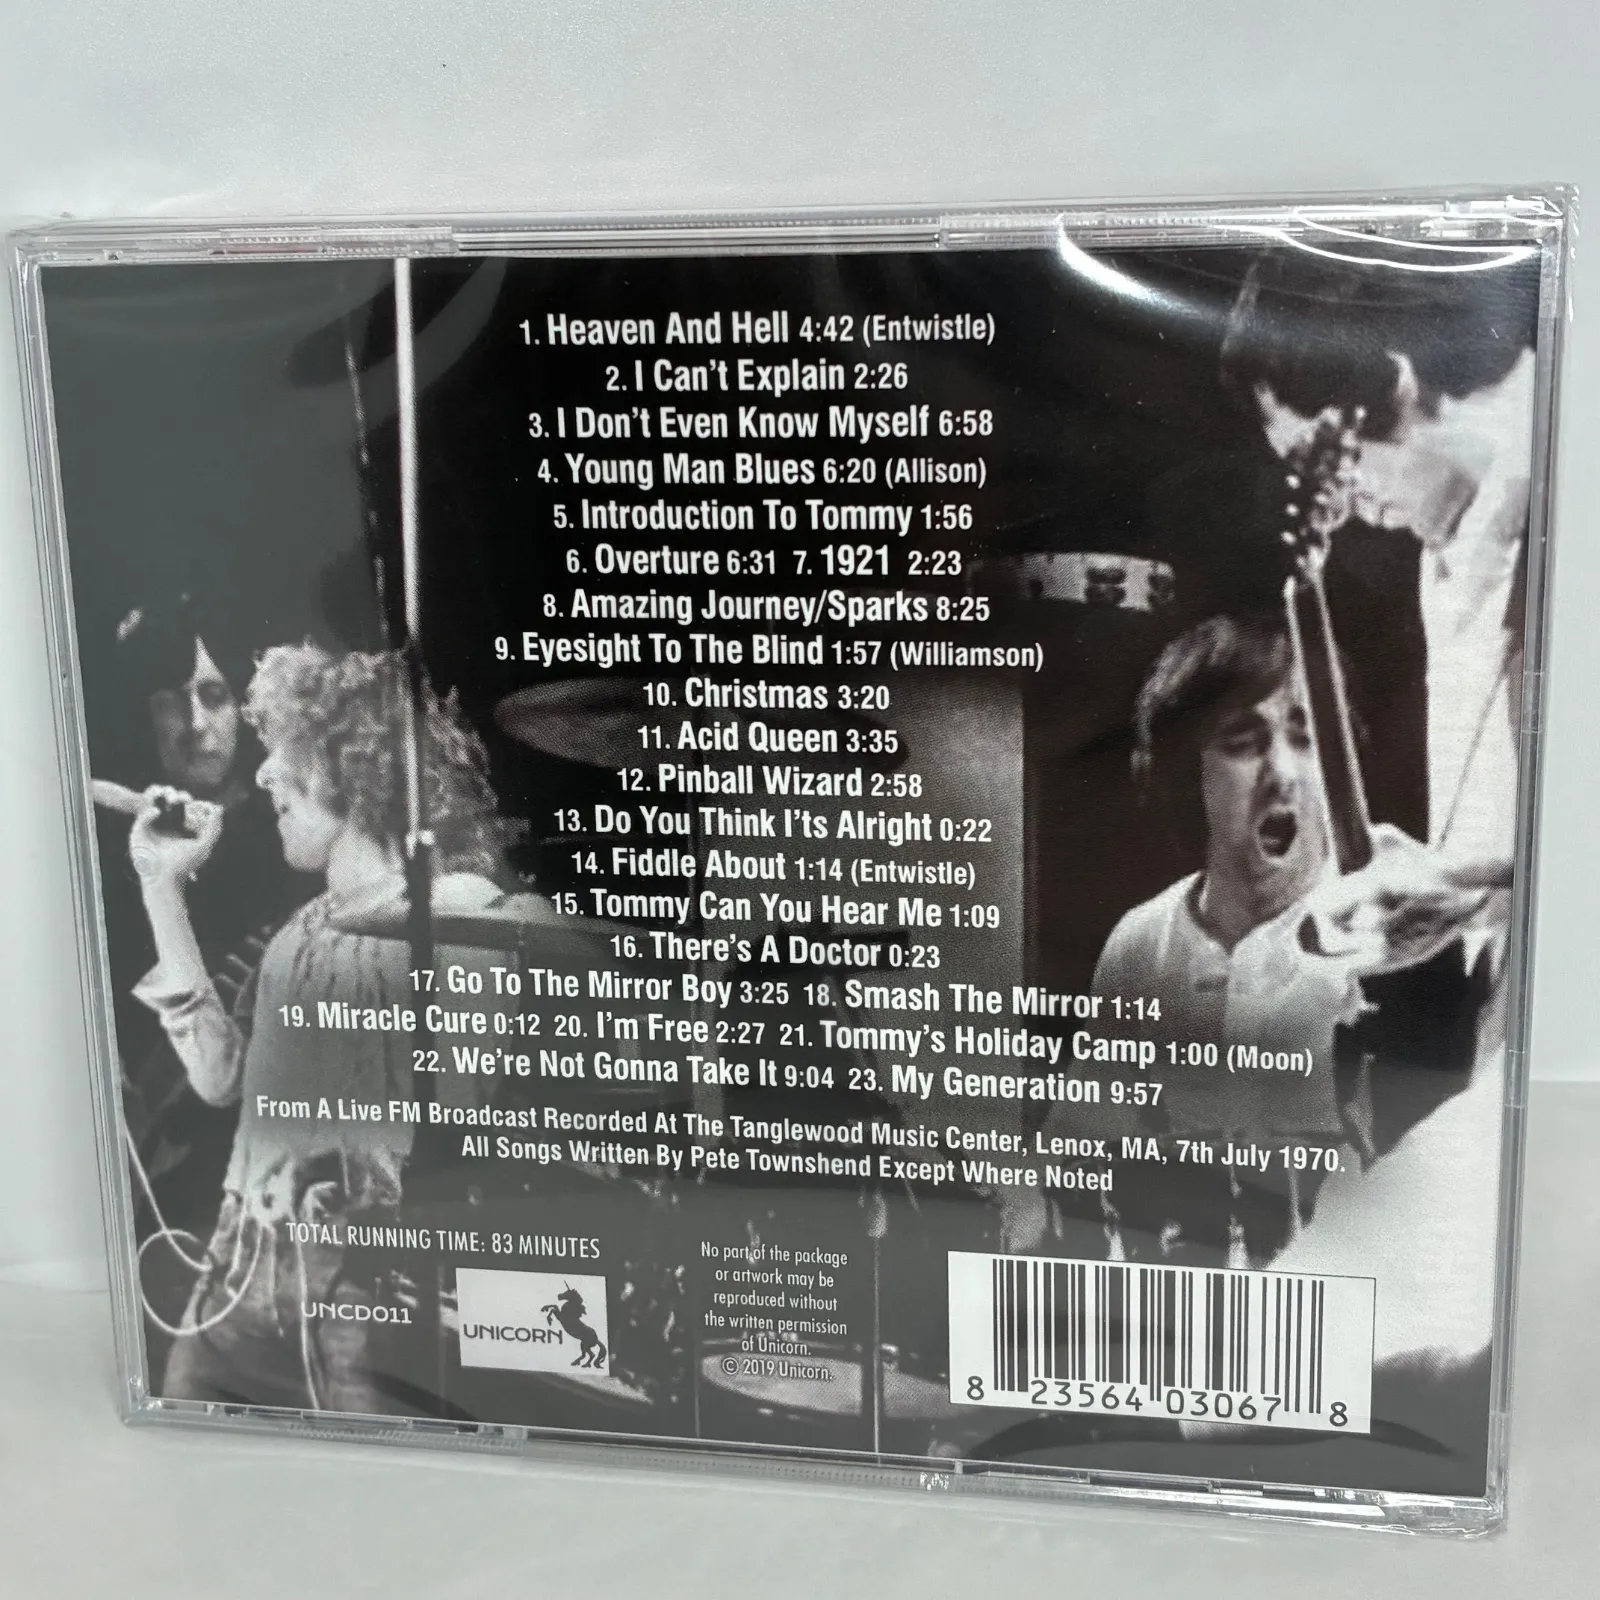 1. Heaven And Hell 4:42 (Entwistle)
2. I Can't Explain 2:26
3. I Don't Even Know Myself 6:58
4. Young Man Blues 6:20 (Allison)
5. Introduction To Tommy 1:56
6. Overture 6:31 7. 1921 2:23
8. Amazing Journey/Sparks 8:25
9. Eyesight To The Blind 1:57 (Williamson)
10. Christmas 3:20
11. Acid Queen 3:35
12. Pinball Wizard 2:58
13. Do You Think I'ts Alright 0:22
14. Fiddle About 1:14 (Entwistle)
15. Tommy Can You Hear Me 1:09
16. There's A Doctor 0:23
17. Go To The Mirror Boy 3:25 18. Smash The Mirror 1:14
19. Miracle Cure 0:12 20. I'm Free 2:27 21. Tommy's Holiday Camp 1:00 (Moon)
22. We're Not Gonna Take It 9:04 23. My Generation 9:57
From A Live FM Broadcast Recorded At The Tanglewood Music Center, Lenox, MA, 7th July 1970.
All Songs Written By Pete Townshend Except Where Noted
TOTAL RUNNING TIME: 83 MINUTES
UNCD011
UNICORN
No part of the package
or artwork may be
reproduced without
the written permission
of Unicorn.
© 2019 Unicorn.
8 23564 03067 8